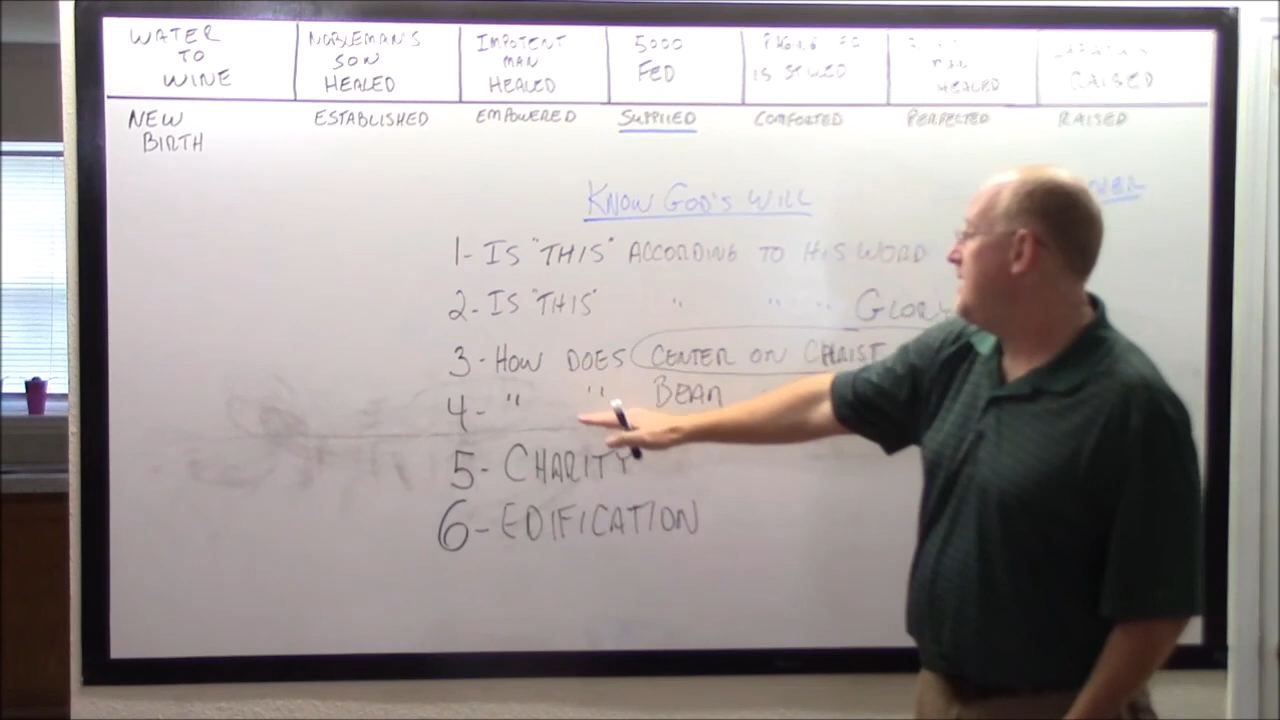 WATER
TO
WINE
NOBLEMAN'S
SON
HEALED
IMPOTENT
MAN
HEALED
5000
FED
IS STILLED
HEALED
RAISED
NEW
BIRTH
ESTABLISHED
EMPOWERED
SUPPLIED
COMFORTED
PERFECTED
RAISED
KNOW GOD'S WILL
1- IS "THIS" ACCORDING TO HIS WORD
2- IS "THIS" " " " GLORY
3- HOW DOES CENTER ON CHRIST
4- " " BEAR
5- CHARITY
6- EDIFICATION